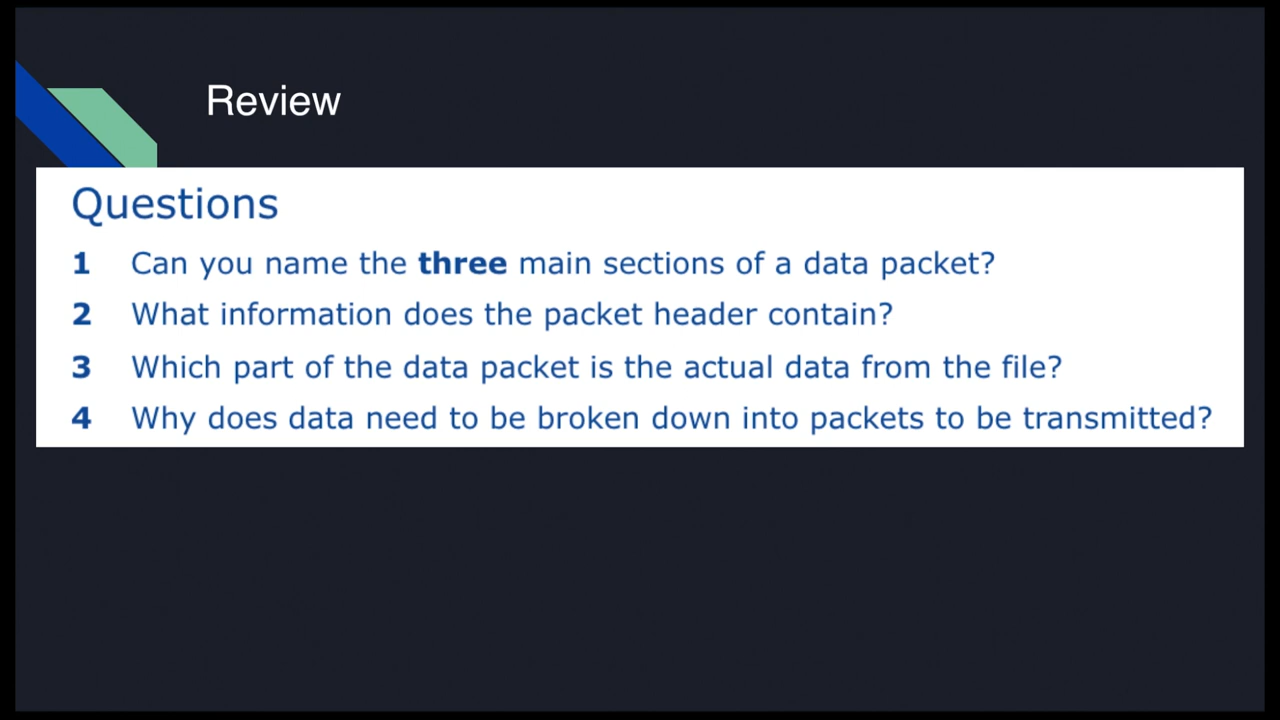 Review
Questions
1 Can you name the three main sections of a data packet?
2 What information does the packet header contain?
3 Which part of the data packet is the actual data from the file?
4 Why does data need to be broken down into packets to be transmitted?